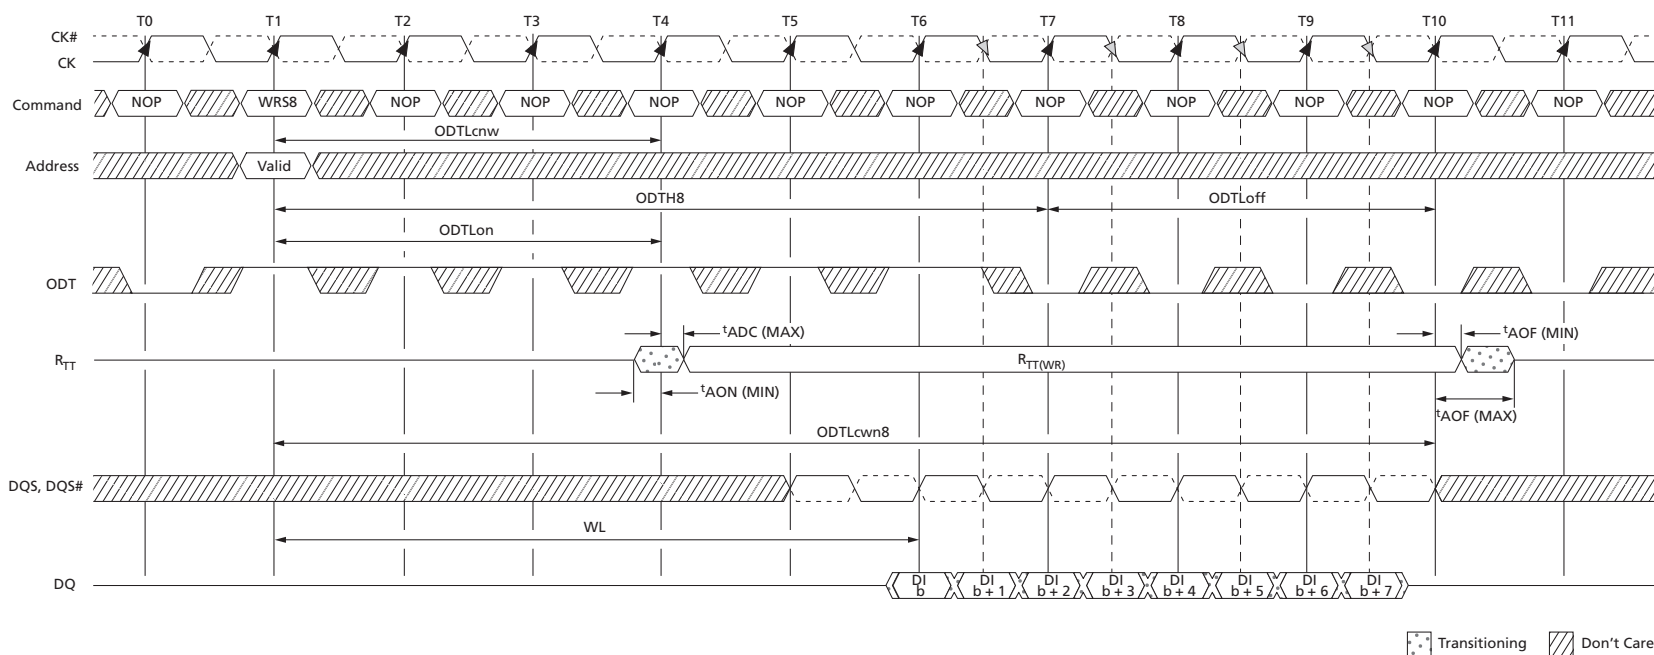 T0 T1 T2 T3 T4 T5 T6 T7 T8 T9 T10 T11
CK#
CK
Command NOP WRS8 NOP NOP NOP NOP NOP NOP NOP NOP NOP NOP
ODTLcnw
Address Valid
ODTH8 ODTLoff
ODTLon
ODT
tADC (MAX) tAOF (MIN)
RTT RTT(WR)
tAON (MIN)
tAOF (MAX)
ODTLcwn8
DQS, DQS#
WL
DQ DI b DI b + 1 DI b + 2 DI b + 3 DI b + 4 DI b + 5 DI b + 6 DI b + 7
Transitioning Don't Care